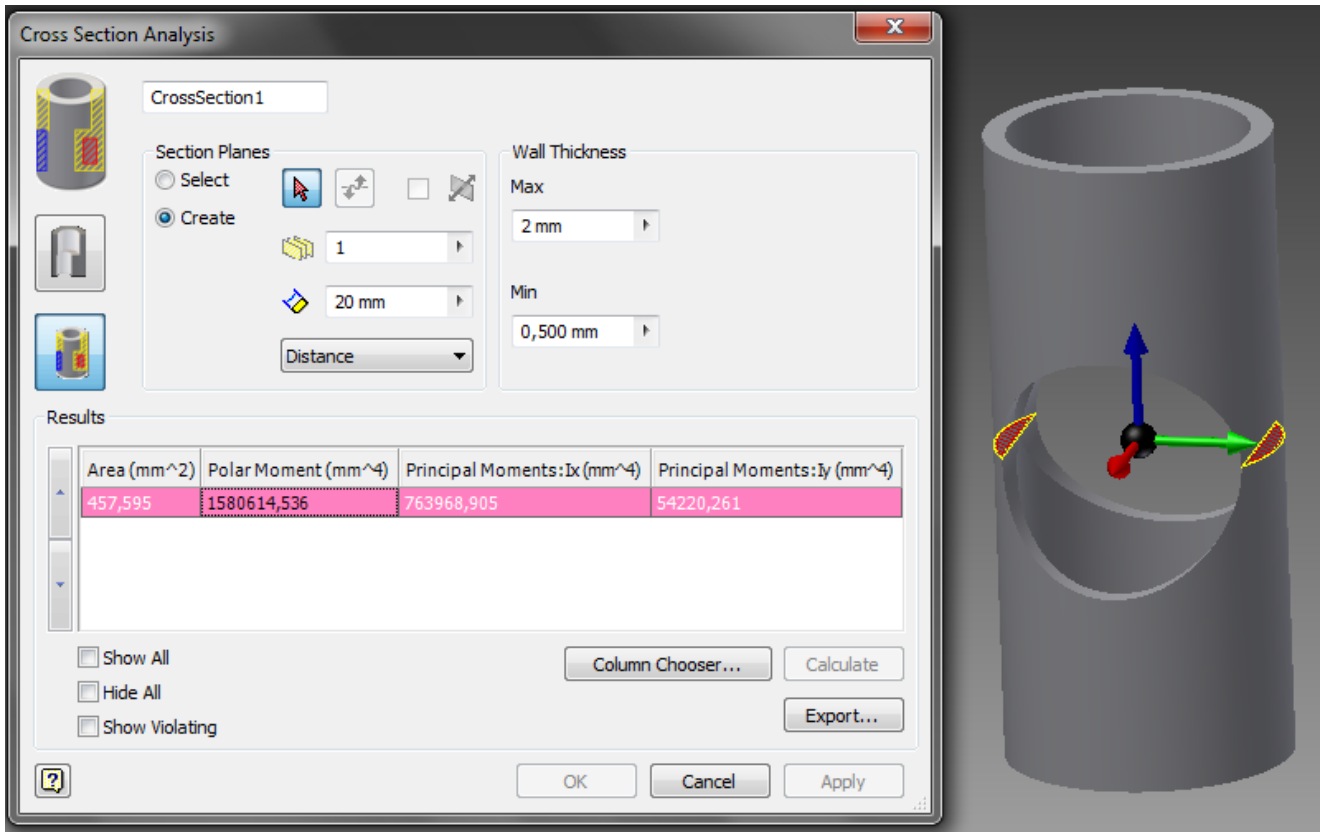 Cross Section Analysis
CrossSection1
Section Planes
Select
Create
1
20 mm
Distance
Wall Thickness
Max
2 mm
Min
0,500 mm
Results
Area (mm^2) Polar Moment (mm^4) Principal Moments:Ix (mm^4) Principal Moments:Iy (mm^4)
457,595 1580614,536 763968,905 54220,261
Show All
Hide All
Show Violating
Column Chooser... Calculate
Export...
?
OK Cancel Apply